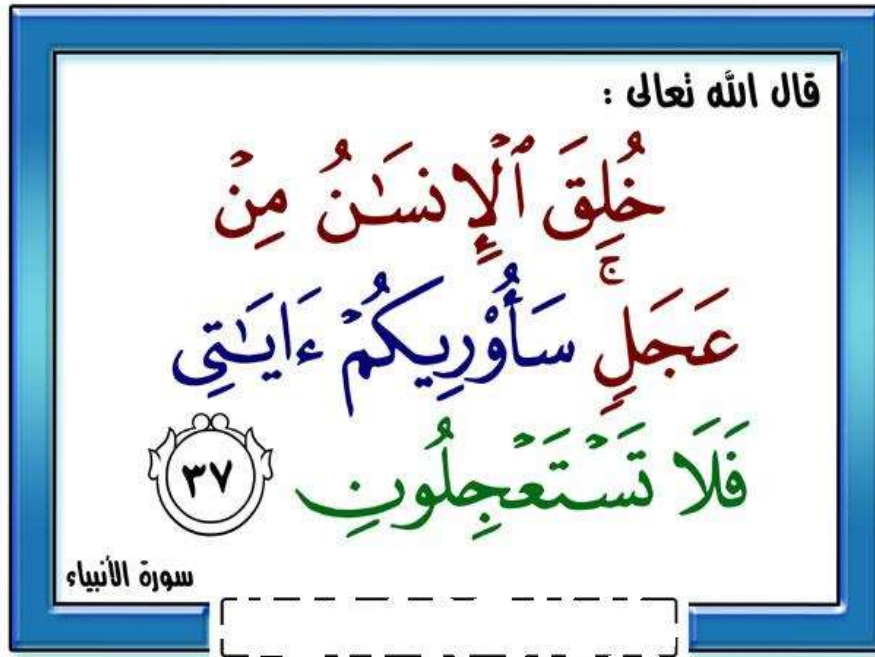 قال الله تعالى :
خُلِقَ ٱلْإِنسَٰنُ مِنْ
عَجَلٍۚ سَأُو۟رِيكُمْ ءَايَٰتِى
فَلَا تَسْتَعْجِلُونِ ٣٧
سورة الأنبياء